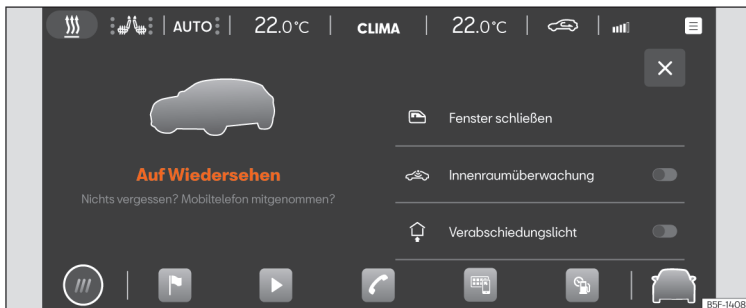 AUTO 22.0°C CLIMA 22.0°C
Fenster schließen
Auf Wiedersehen
Innenraumüberwachung
Nichts vergessen? Mobiltelefon mitgenommen?
Verabschiedungslicht
B5F-1408